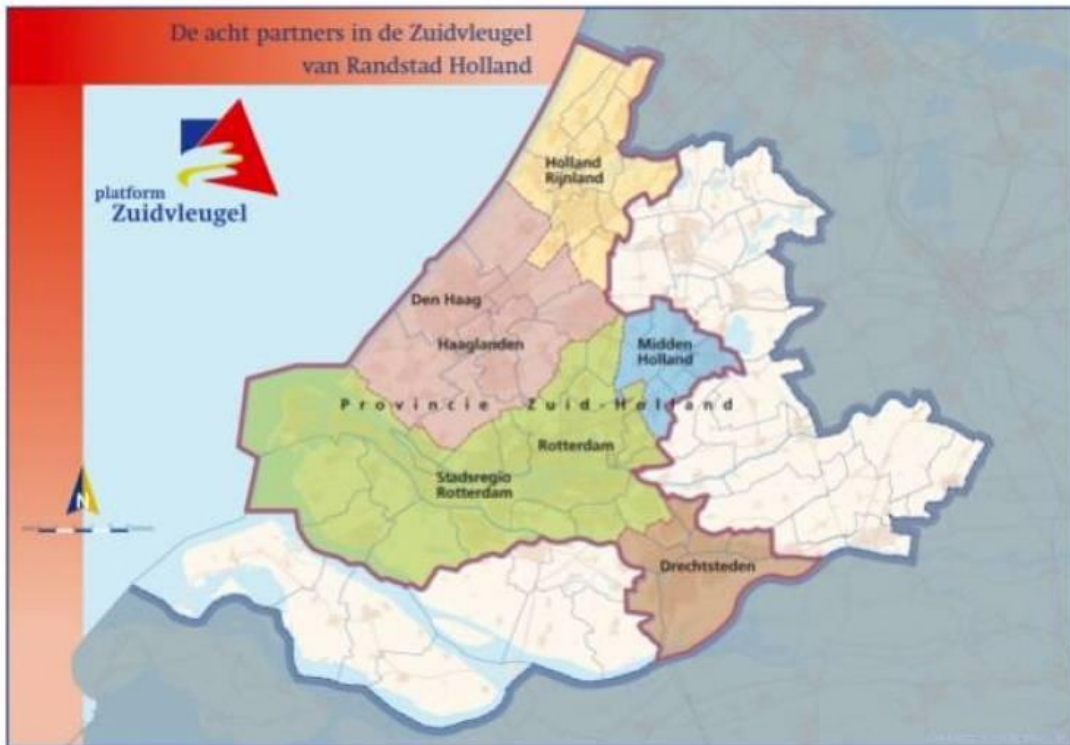 De acht partners in de Zuidvleugel
van Randstad Holland
platform
Zuidvleugel
Holland
Rijnland
Den Haag
Haaglanden
Midden
Holland
Provincie Zuid-Holland
Rotterdam
Stadsregio
Rotterdam
N
Drechtsteden